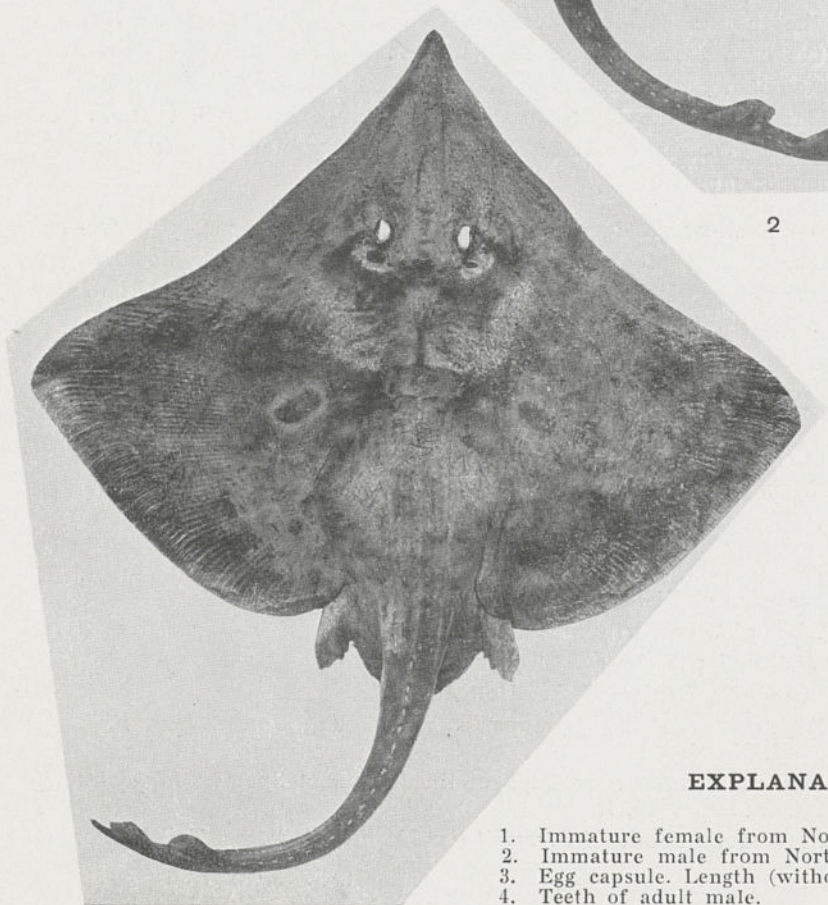 2
EXPLANA
1. Immature female from No
2. Immature male from Nort
3. Egg capsule. Length (witho
4. Teeth of adult male.